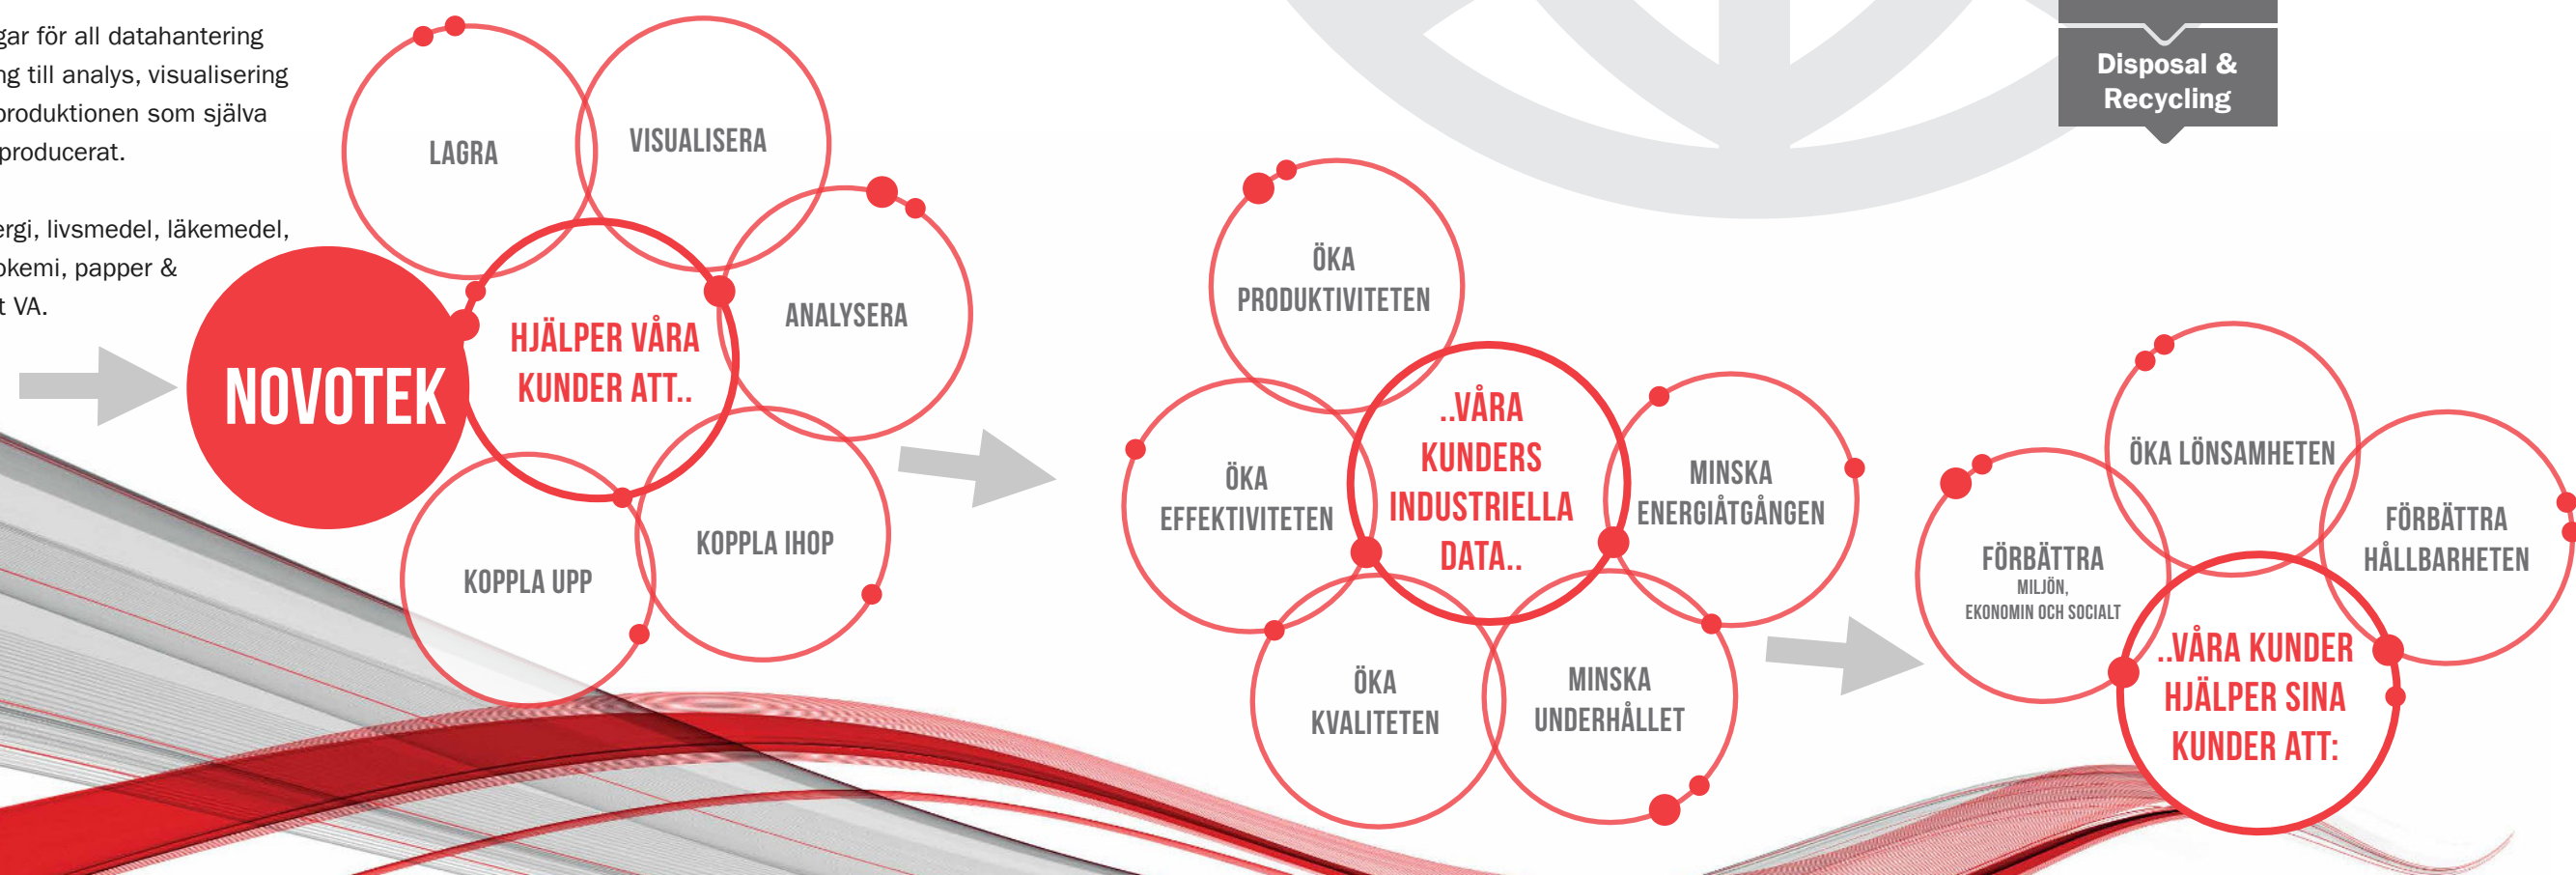 gar för all datahantering
ng till analys, visualisering
produktionen som själva
producerat.
ergi, livsmedel, läkemedel,
okemi, papper &
t VA.
Disposal &
Recycling
NOVOTEK
HJÄLPER VÅRA
KUNDER ATT..
LAGRA
VISUALISERA
ANALYSERA
KOPPLA IHOP
KOPPLA UPP
..VÅRA
KUNDERS
INDUSTRIELLA
DATA..
ÖKA
PRODUKTIVITETEN
ÖKA
EFFEKTIVITETEN
ÖKA
KVALITETEN
MINSKA
UNDERHÅLLET
MINSKA
ENERGIÅTGÅNGEN
..VÅRA KUNDER
HJÄLPER SINA
KUNDER ATT:
FÖRBÄTTRA
MILJÖN,
EKONOMIN OCH SOCIALT
ÖKA LÖNSAMHETEN
FÖRBÄTTRA
HÅLLBARHETEN